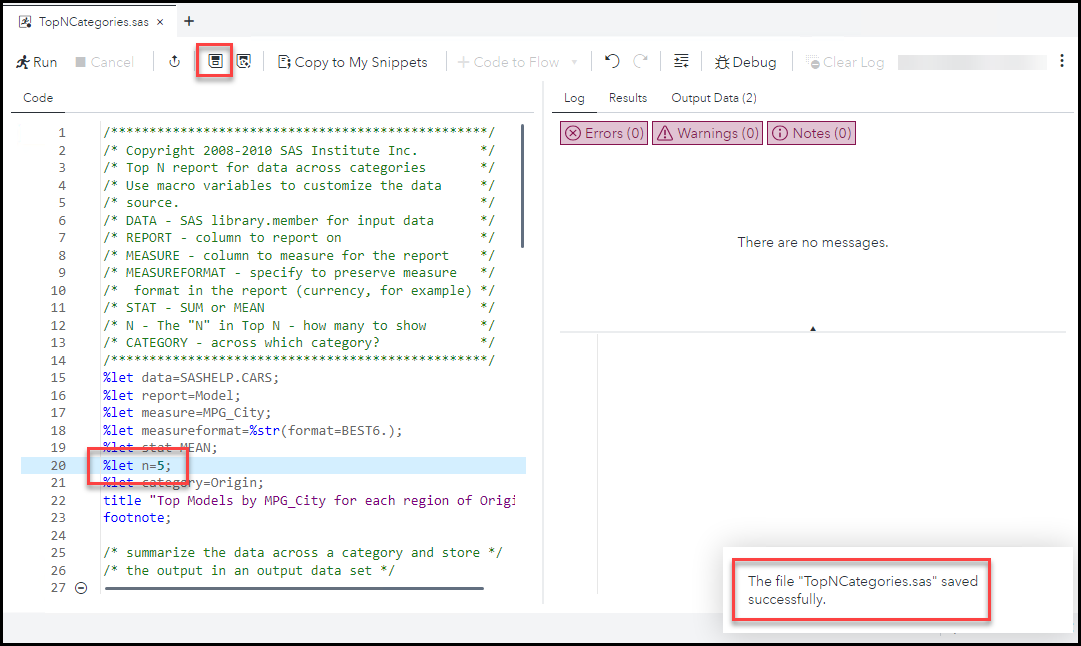 TopNCategories.sas × +
Run Cancel Copy to My Snippets Code to Flow Debug Clear Log
Code
1 /*************************************************/
2 /* Copyright 2008-2010 SAS Institute Inc. */
3 /* Top N report for data across categories */
4 /* Use macro variables to customize the data */
5 /* source. */
6 /* DATA - SAS library.member for input data */
7 /* REPORT - column to report on */
8 /* MEASURE - column to measure for the report */
9 /* MEASUREFORMAT - specify to preserve measure */
10 /* format in the report (currency, for example) */
11 /* STAT - SUM or MEAN */
12 /* N - The "N" in Top N - how many to show */
13 /* CATEGORY - across which category? */
14 /*************************************************/
15 %let data=SASHELP.CARS;
16 %let report=Model;
17 %let measure=MPG_City;
18 %let measureformat=%str(format=BEST6.);
19 %let stat=MEAN;
20 %let n=5;
21 %let category=Origin;
22 title "Top Models by MPG_City for each region of Origi
23 footnote;
24
25 /* summarize the data across a category and store */
26 /* the output in an output data set */
27
Log Results Output Data (2)
Errors (0) Warnings (0) Notes (0)
There are no messages.
The file "TopNCategories.sas" saved
successfully.